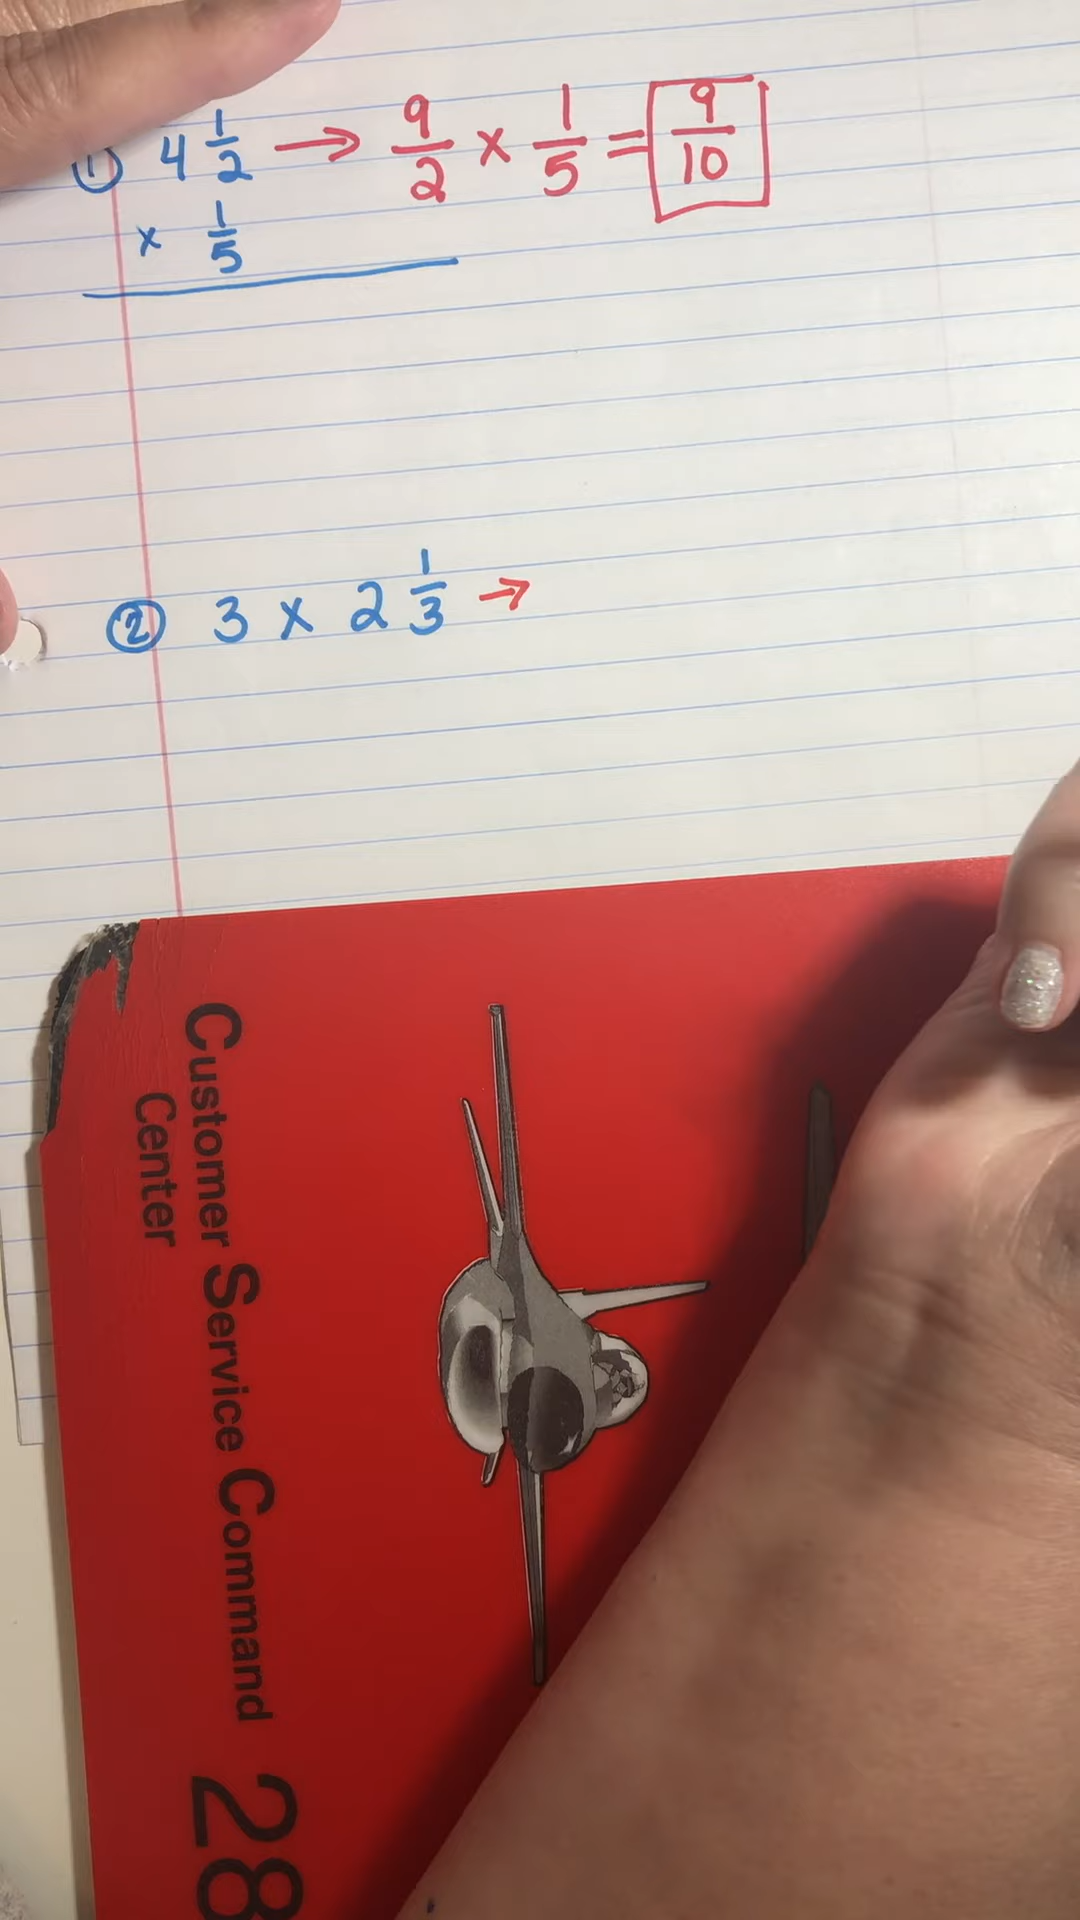 ① 4 1/2 → 9/2 × 1/5 = 9/10
× 1/5
② 3 × 2 1/3 →
Customer Service Command
Center
28